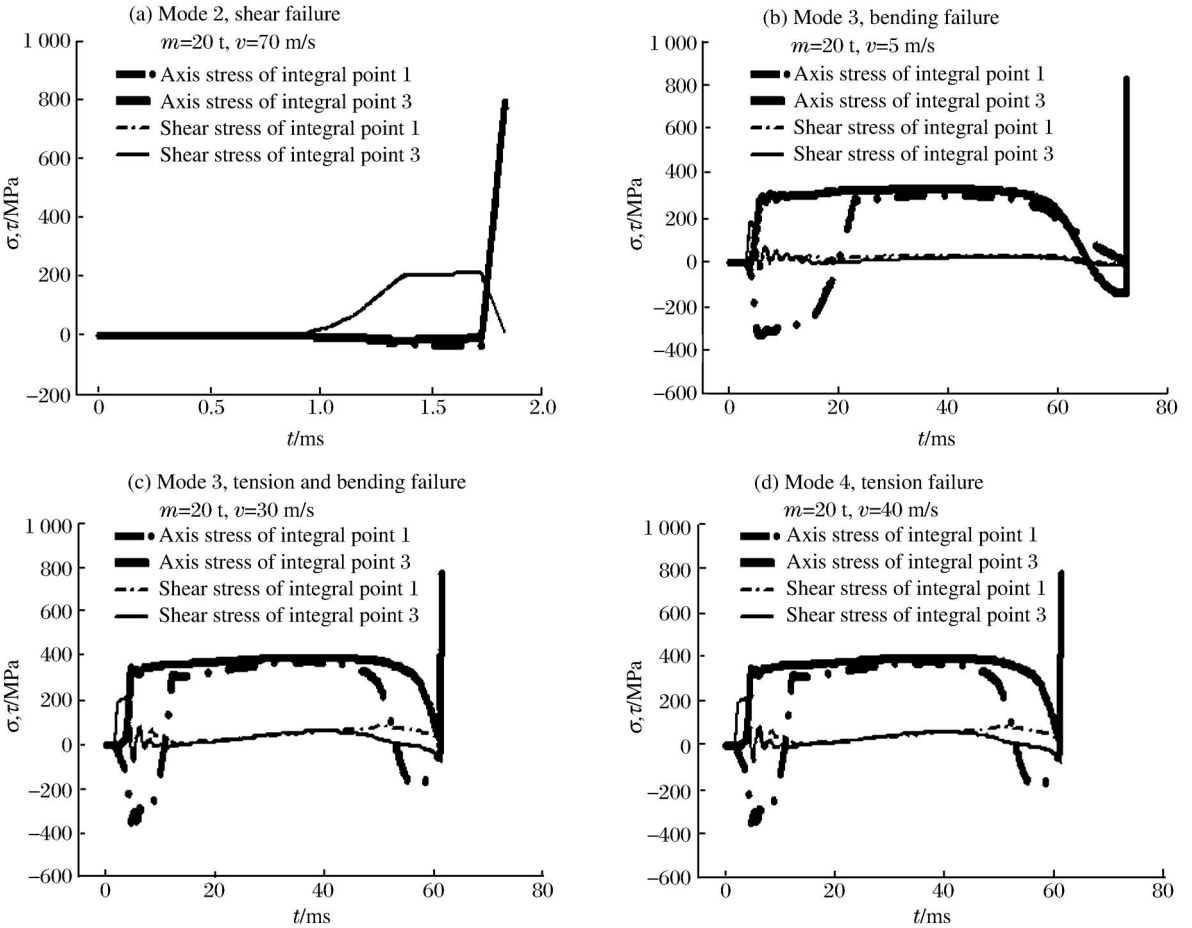 (a) Mode 2, shear failure
m=20 t, v=70 m/s
1 000
Axis stress of integral point 1
Axis stress of integral point 3
Shear stress of integral point 1
Shear stress of integral point 3
800
600
400
200
0
−200
σ,τ/MPa
0
0.5
1.0
1.5
2.0
t/ms
(b) Mode 3, bending failure
m=20 t, v=5 m/s
1 000
Axis stress of integral point 1
Axis stress of integral point 3
Shear stress of integral point 1
Shear stress of integral point 3
800
600
400
200
0
−200
−400
−600
σ,τ/MPa
0
20
40
60
80
t/ms
(c) Mode 3, tension and bending failure
m=20 t, v=30 m/s
1 000
Axis stress of integral point 1
Axis stress of integral point 3
Shear stress of integral point 1
Shear stress of integral point 3
800
600
400
200
0
−200
−400
−600
σ,τ/MPa
0
20
40
60
80
t/ms
(d) Mode 4, tension failure
m=20 t, v=40 m/s
1 000
Axis stress of integral point 1
Axis stress of integral point 3
Shear stress of integral point 1
Shear stress of integral point 3
800
600
400
200
0
−200
−400
−600
σ,τ/MPa
0
20
40
60
80
t/ms